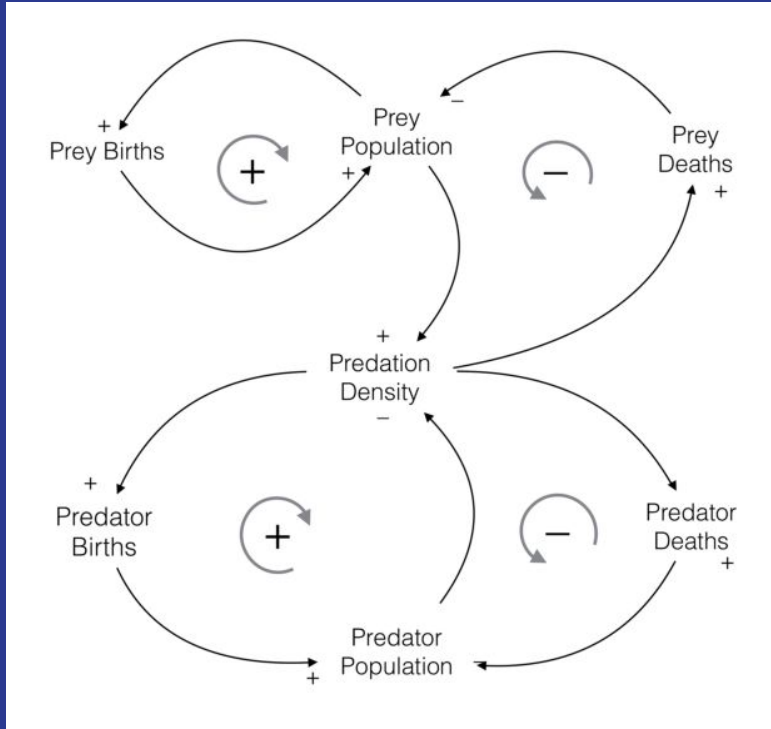 +
Prey Births
+
Prey
Population
+
–
–
Prey
Deaths
+
+
Predation
Density
–
+
Predator
Births
+
–
Predator
Deaths
+
Predator
Population
+
–